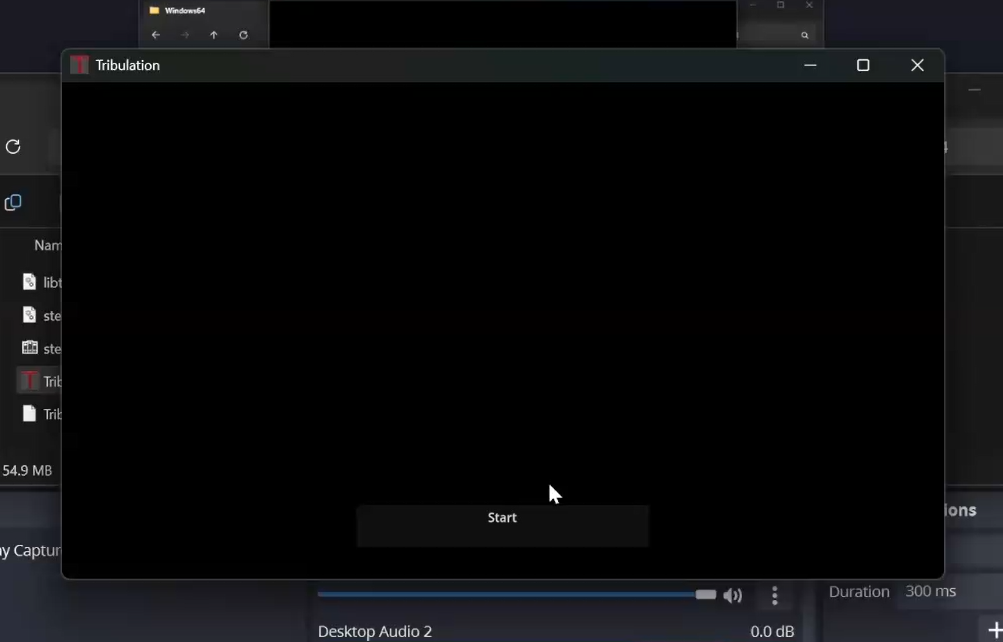 Windows64
Tribulation
Nam
libt
ste
ste
Trib
Trib
54.9 MB
Start
ions
ay Captur
Duration 300 ms
Desktop Audio 2
0.0 dB